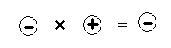 ⊖ × ⊕ = ⊖